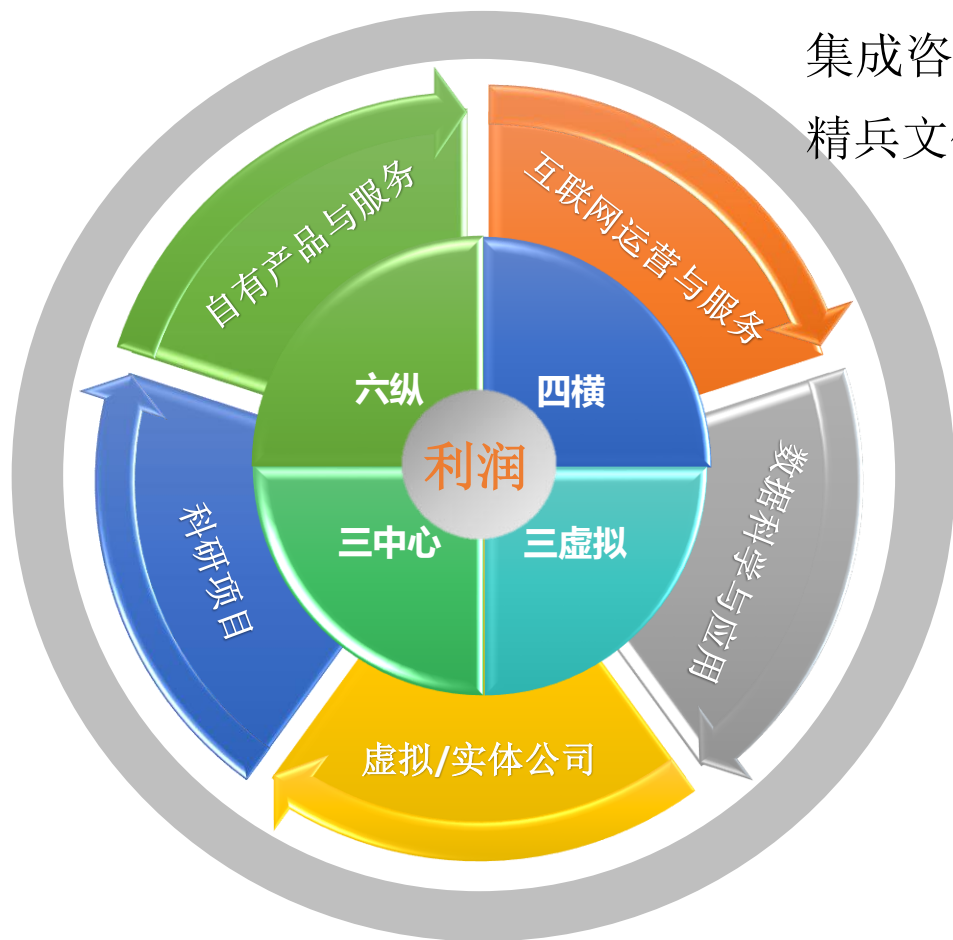 集成咨
精兵文
自有产品与服务
互联网运营与服务
六纵
四横
利润
三中心
三虚拟
科研项目
数据科学与应用
虚拟/实体公司